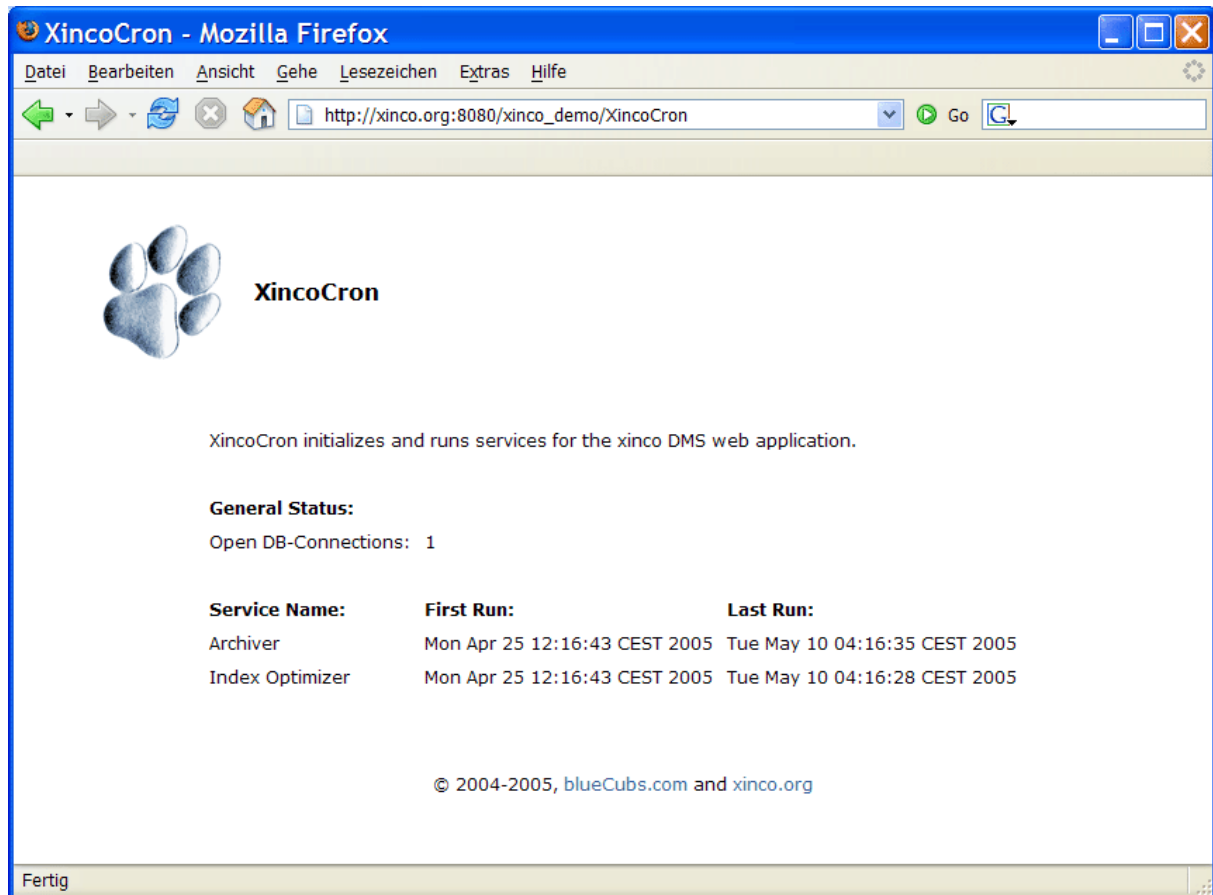 XincoCron - Mozilla Firefox
Datei Bearbeiten Ansicht Gehe Lesezeichen Extras Hilfe
http://xinco.org:8080/xinco_demo/XincoCron Go G
XincoCron
XincoCron initializes and runs services for the xinco DMS web application.
General Status:
Open DB-Connections: 1
Service Name: First Run: Last Run:
Archiver Mon Apr 25 12:16:43 CEST 2005 Tue May 10 04:16:35 CEST 2005
Index Optimizer Mon Apr 25 12:16:43 CEST 2005 Tue May 10 04:16:28 CEST 2005
© 2004-2005, blueCubs.com and xinco.org
Fertig